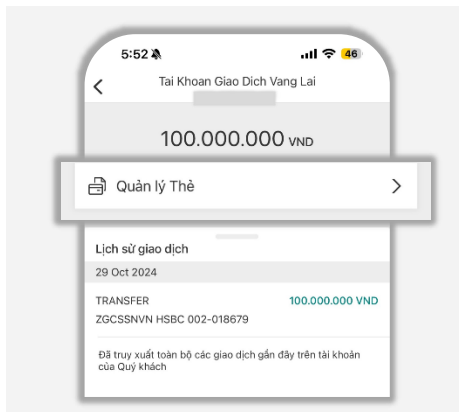 5:52
46
Tai Khoan Giao Dich Vang Lai
100.000.000 VND
Quản lý Thẻ
Lịch sử giao dịch
29 Oct 2024
TRANSFER 100.000.000 VND
ZGCSSNVN HSBC 002-018679
Đã truy xuất toàn bộ các giao dịch gần đây trên tài khoản
của Quý khách